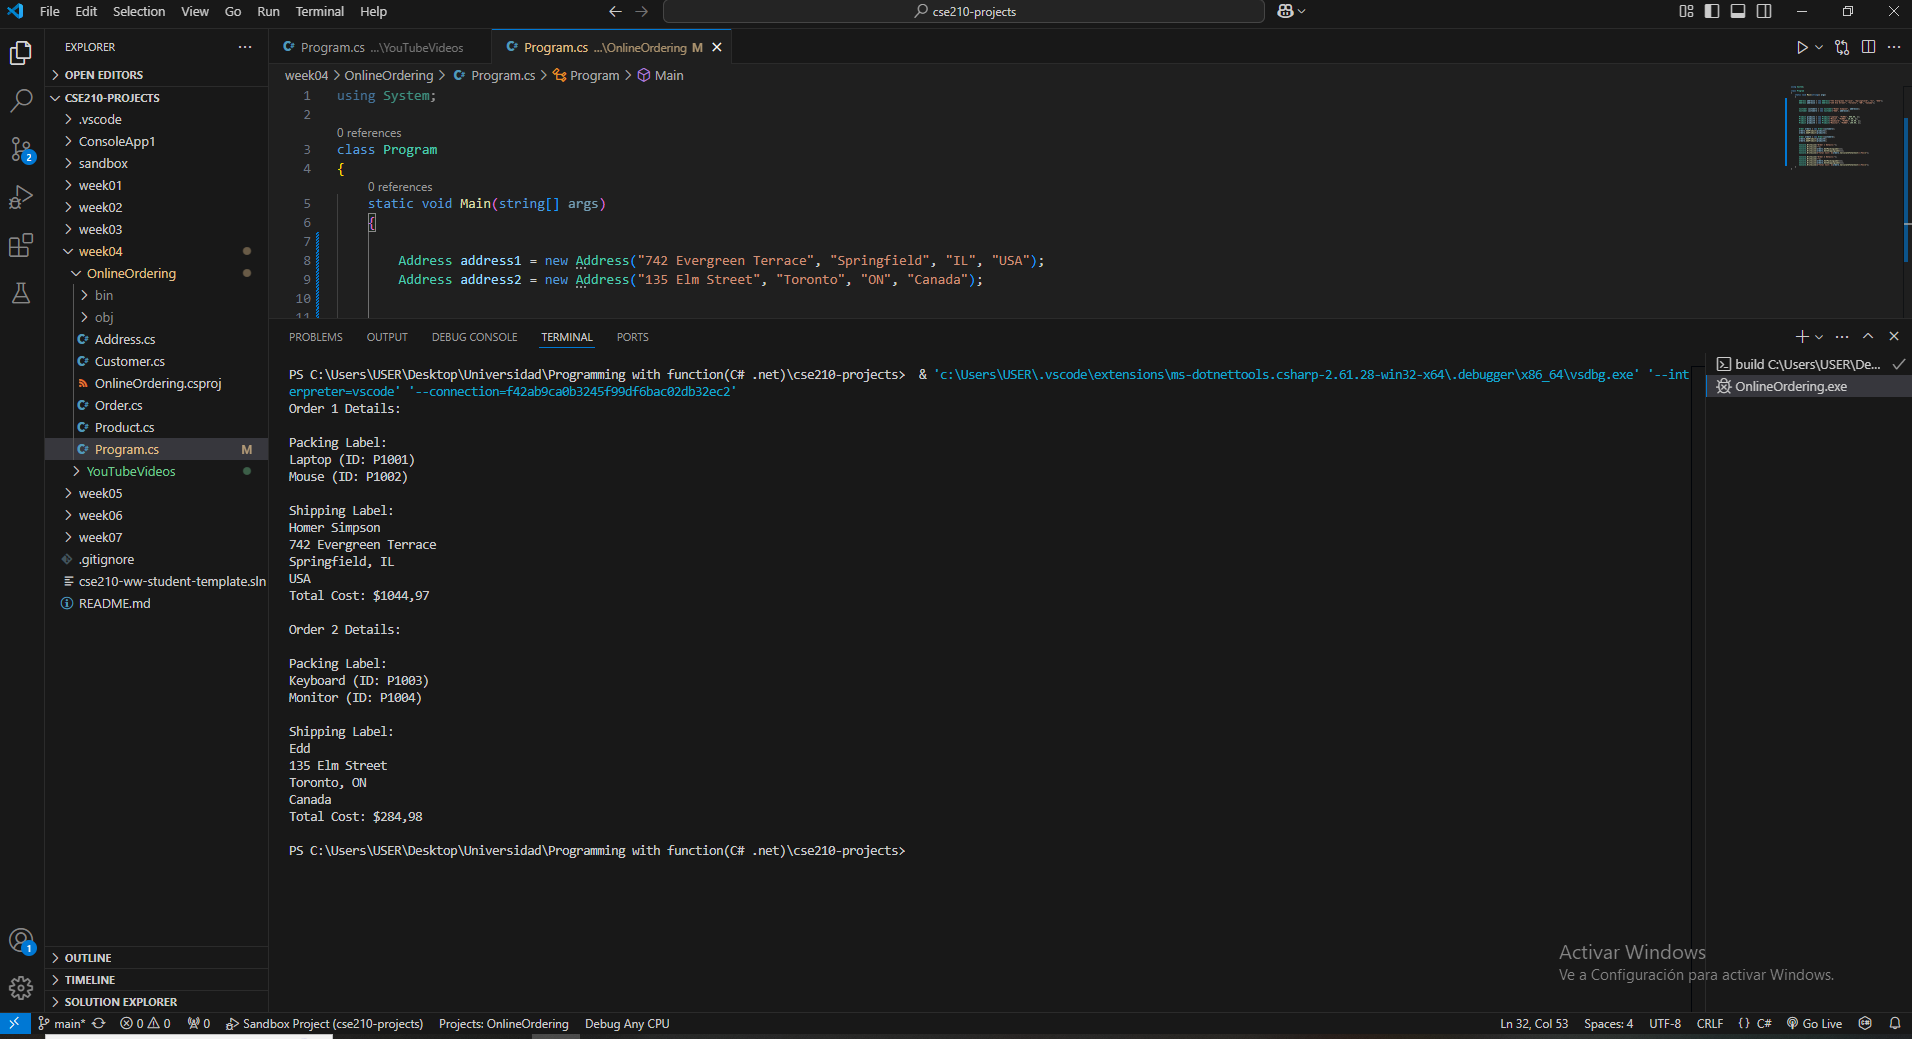 File Edit Selection View Go Run Terminal Help
cse210-projects
EXPLORER
OPEN EDITORS
CSE210-PROJECTS
.vscode
ConsoleApp1
sandbox
week01
week02
week03
week04
OnlineOrdering
bin
obj
Address.cs
Customer.cs
OnlineOrdering.csproj
Order.cs
Product.cs
Program.cs M
YouTubeVideos
week05
week06
week07
.gitignore
cse210-ww-student-template.sln
README.md
OUTLINE
TIMELINE
SOLUTION EXPLORER
2
1
Program.cs ...\YouTubeVideos
Program.cs ...\OnlineOrdering M
week04 > OnlineOrdering > Program.cs > Program > Main
1 using System;
2
0 references
3 class Program
4 {
0 references
5 static void Main(string[] args)
6 {
7
8 Address address1 = new Address("742 Evergreen Terrace", "Springfield", "IL", "USA");
9 Address address2 = new Address("135 Elm Street", "Toronto", "ON", "Canada");
10
11
PROBLEMS OUTPUT DEBUG CONSOLE TERMINAL PORTS
PS C:\Users\USER\Desktop\Universidad\Programming with function(C# .net)\cse210-projects> & 'c:\Users\USER\.vscode\extensions\ms-dotnettools.csharp-2.61.28-win32-x64\.debugger\x86_64\vsdbg.exe' '--int
erpreter=vscode' '--connection=f42ab9ca0b3245f99df6bac02db32ec2'
Order 1 Details:
Packing Label:
Laptop (ID: P1001)
Mouse (ID: P1002)
Shipping Label:
Homer Simpson
742 Evergreen Terrace
Springfield, IL
USA
Total Cost: $1044,97
Order 2 Details:
Packing Label:
Keyboard (ID: P1003)
Monitor (ID: P1004)
Shipping Label:
Edd
135 Elm Street
Toronto, ON
Canada
Total Cost: $284,98
PS C:\Users\USER\Desktop\Universidad\Programming with function(C# .net)\cse210-projects>
build C:\Users\USER\De...
OnlineOrdering.exe
Activar Windows
Ve a Configuración para activar Windows.
main* 0 0 0 Sandbox Project (cse210-projects) Projects: OnlineOrdering Debug Any CPU Ln 32, Col 53 Spaces: 4 UTF-8 CRLF {} C# Go Live